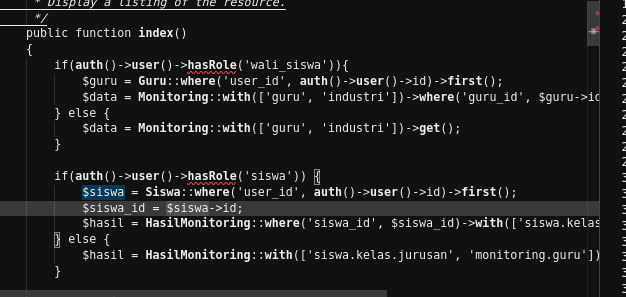 * Display a listing of the resource.
*/
public function index()
{
if(auth()->user()->hasRole('wali_siswa')){
$guru = Guru::where('user_id', auth()->user()->id)->first();
$data = Monitoring::with(['guru', 'industri'])->where('guru_id', $guru->id
} else {
$data = Monitoring::with(['guru', 'industri'])->get();
}
if(auth()->user()->hasRole('siswa')) {
$siswa = Siswa::where('user_id', auth()->user()->id)->first();
$siswa_id = $siswa->id;
$hasil = HasilMonitoring::where('siswa_id', $siswa_id)->with(['siswa.kelas
} else {
$hasil = HasilMonitoring::with(['siswa.kelas.jurusan', 'monitoring.guru'])
}